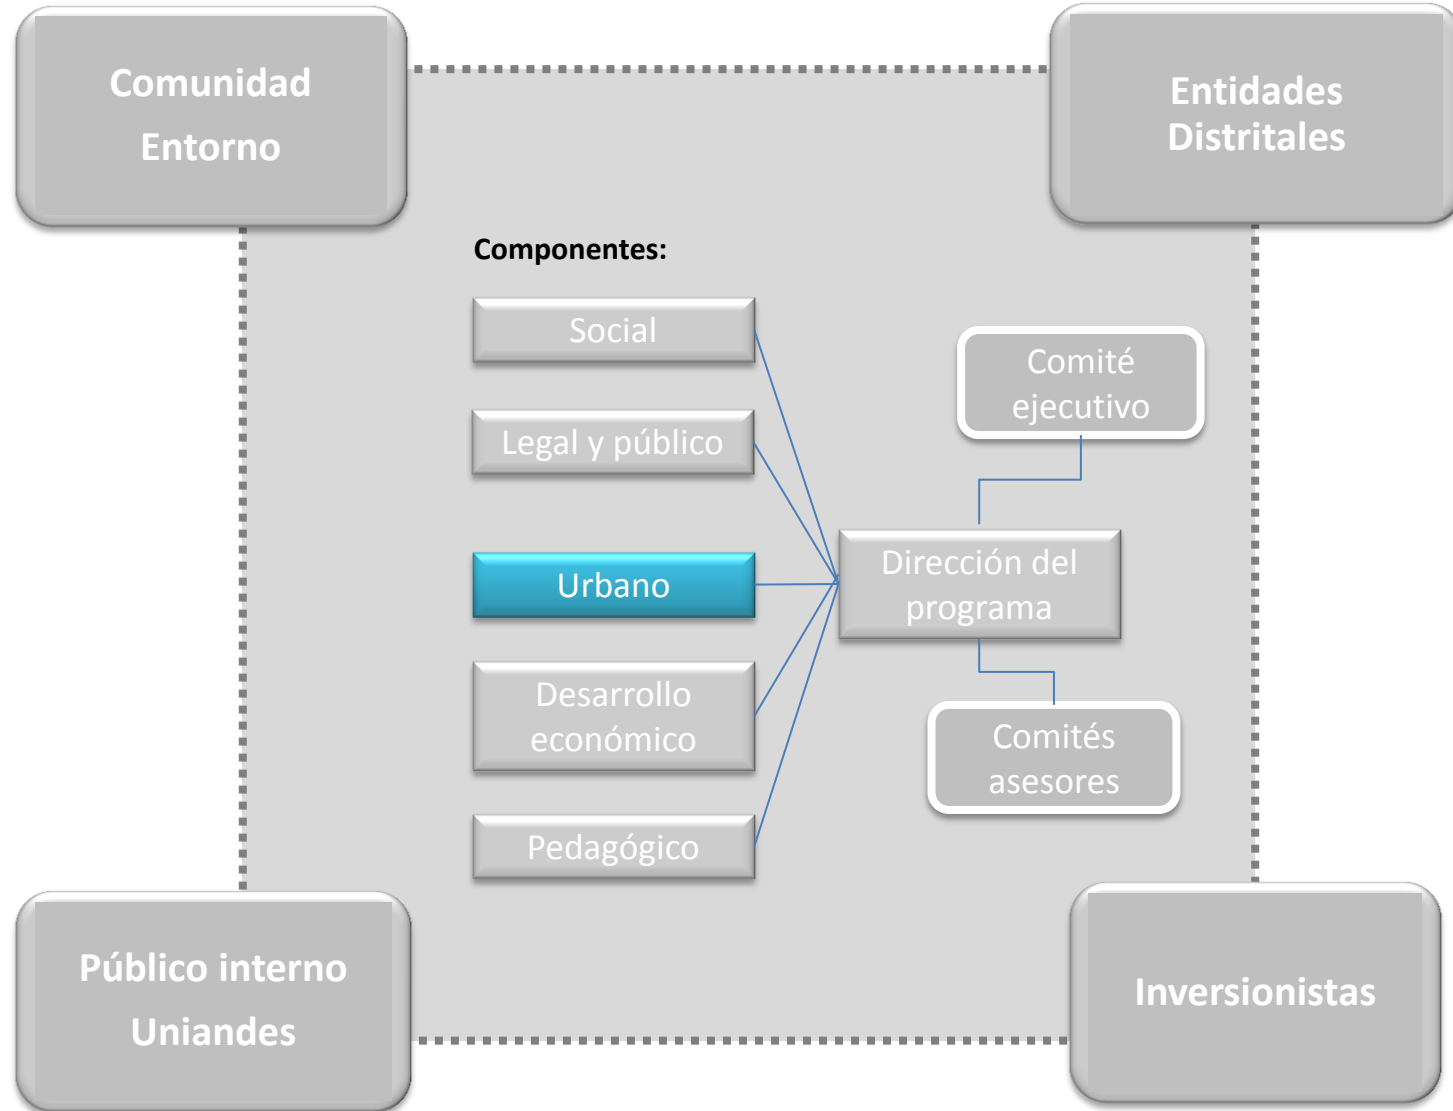 Comunidad
Entorno
Entidades
Distritales
Componentes:
Social
Legal y público
Urbano
Desarrollo
económico
Pedagógico
Comité
ejecutivo
Dirección del
programa
Comités
asesores
Público interno
Uniandes
Inversionistas